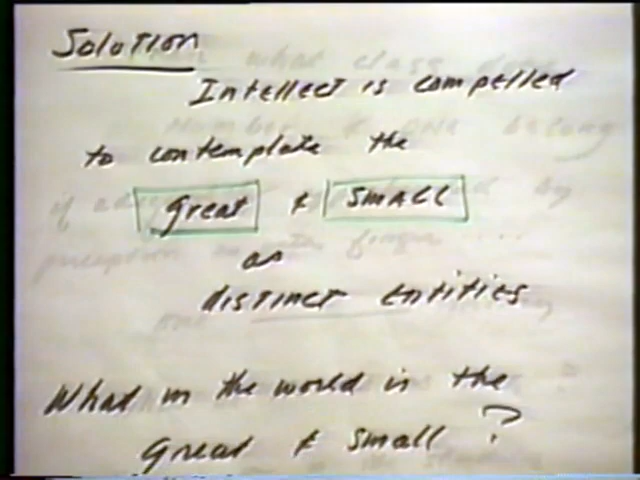 Solution
Intellect is compelled
to contemplate the
Great & Small
as
distinct entities
What in the world is the
Great & Small ?